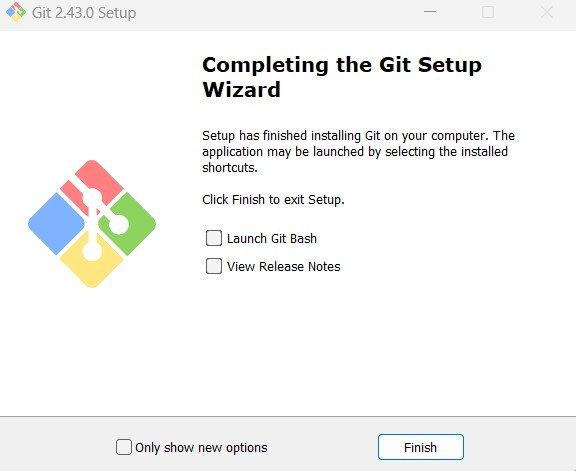 Git 2.43.0 Setup
Completing the Git Setup
Wizard
Setup has finished installing Git on your computer. The
application may be launched by selecting the installed
shortcuts.
Click Finish to exit Setup.
Launch Git Bash
View Release Notes
Only show new options
Finish